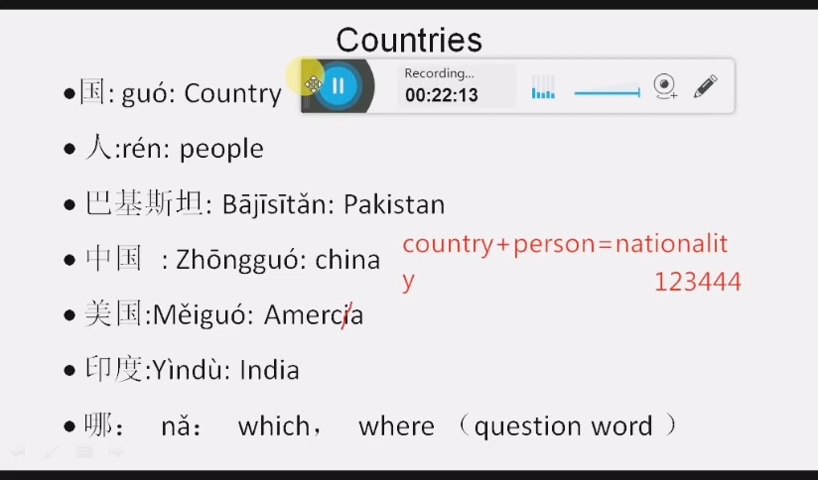 Countries
•国: guó: Country
Recording...
00:22:13
• 人:rén: people
• 巴基斯坦: Bājīsītǎn: Pakistan
country+person=nationalit
• 中国 : Zhōngguó: china
y 123444
• 美国:Měiguó: Amercia
• 印度:Yìndù: India
• 哪: nǎ: which, where （question word ）